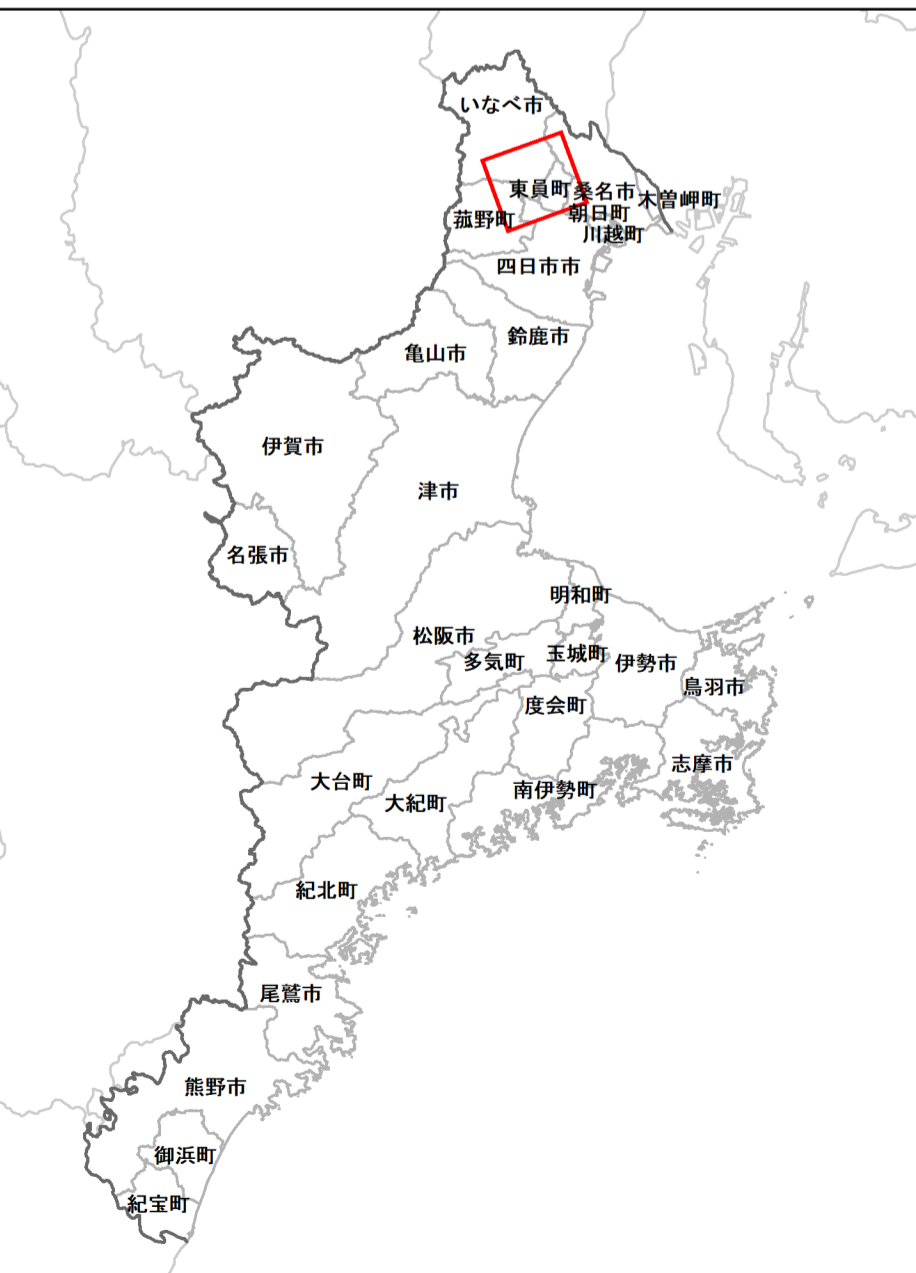 いなべ市
東員町
桑名市
木曽岬町
菰野町
朝日町
川越町
四日市市
鈴鹿市
亀山市
伊賀市
津市
名張市
明和町
松阪市
多気町
玉城町
伊勢市
鳥羽市
度会町
志摩市
大台町
大紀町
南伊勢町
紀北町
尾鷲市
熊野市
御浜町
紀宝町